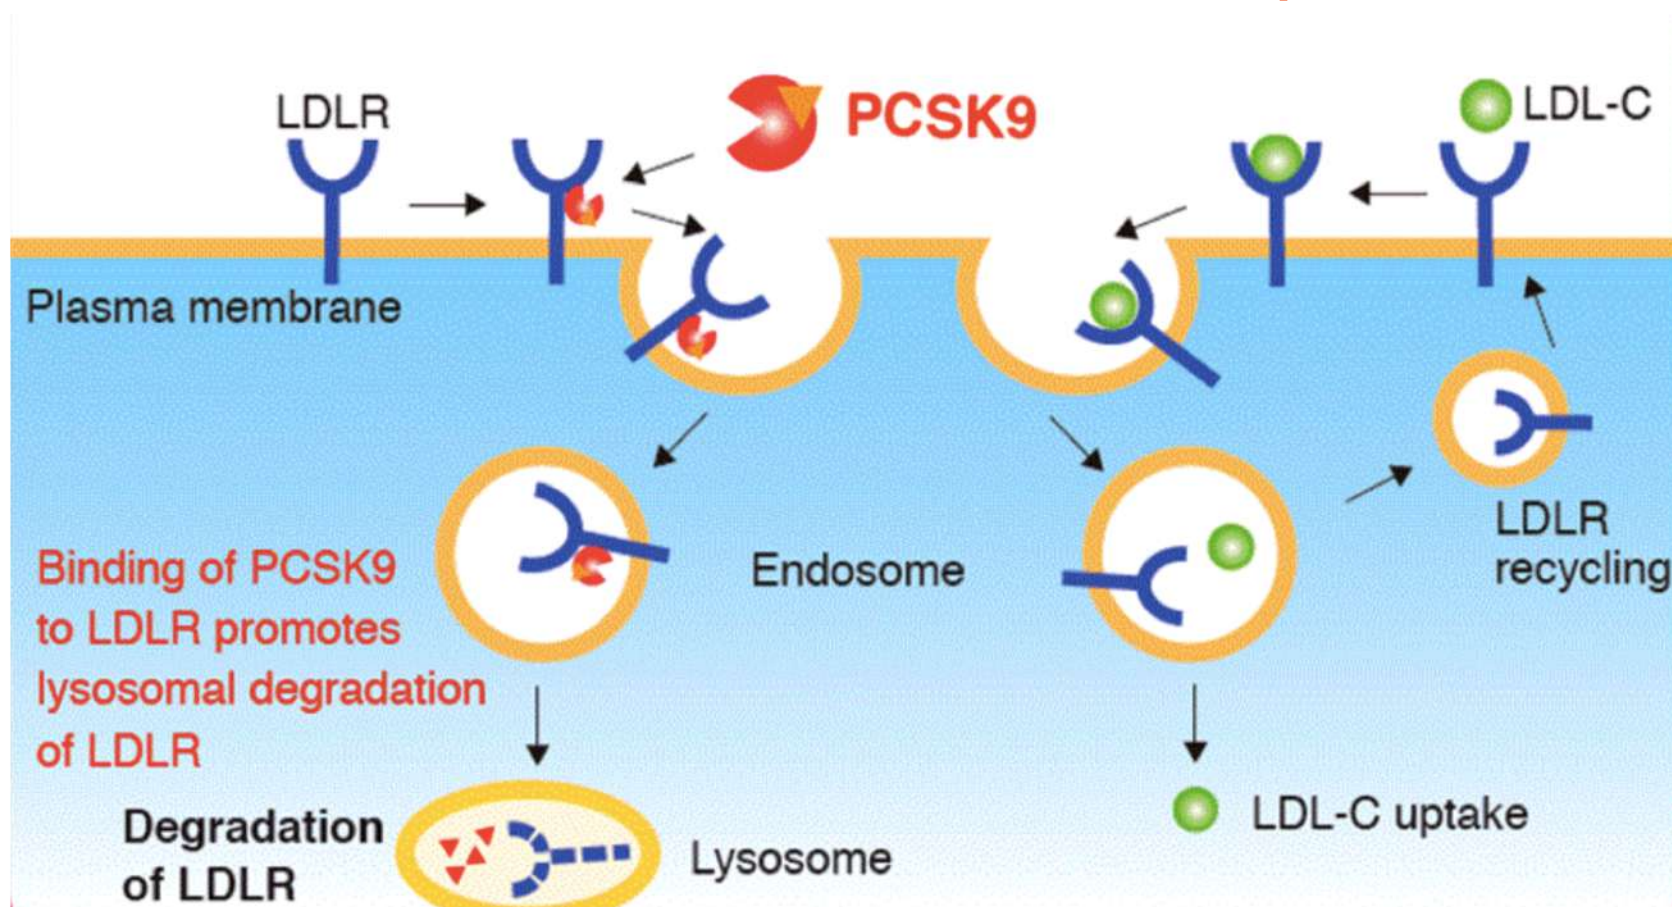 LDLR
PCSK9
LDL-C
Plasma membrane
Binding of PCSK9
to LDLR promotes
lysosomal degradation
of LDLR
Endosome
LDLR
recycling
Degradation
of LDLR
Lysosome
LDL-C uptake